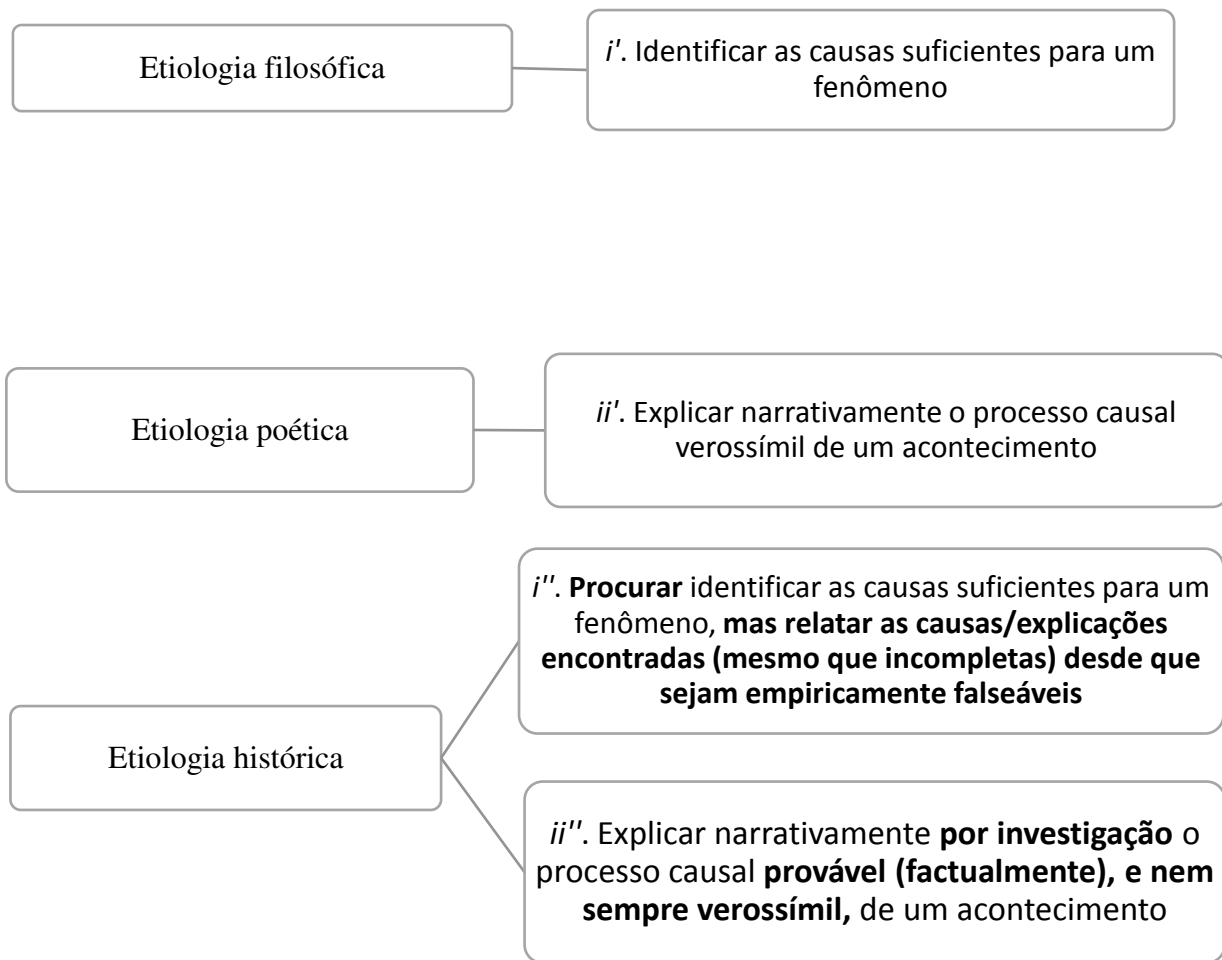 Etiologia filosófica
i'. Identificar as causas suficientes para um
fenômeno
Etiologia poética
ii'. Explicar narrativamente o processo causal
verossímil de um acontecimento
Etiologia histórica
i''. Procurar identificar as causas suficientes para um
fenômeno, mas relatar as causas/explicações
encontradas (mesmo que incompletas) desde que
sejam empiricamente falseáveis
ii''. Explicar narrativamente por investigação o
processo causal provável (factualmente), e nem
sempre verossímil, de um acontecimento